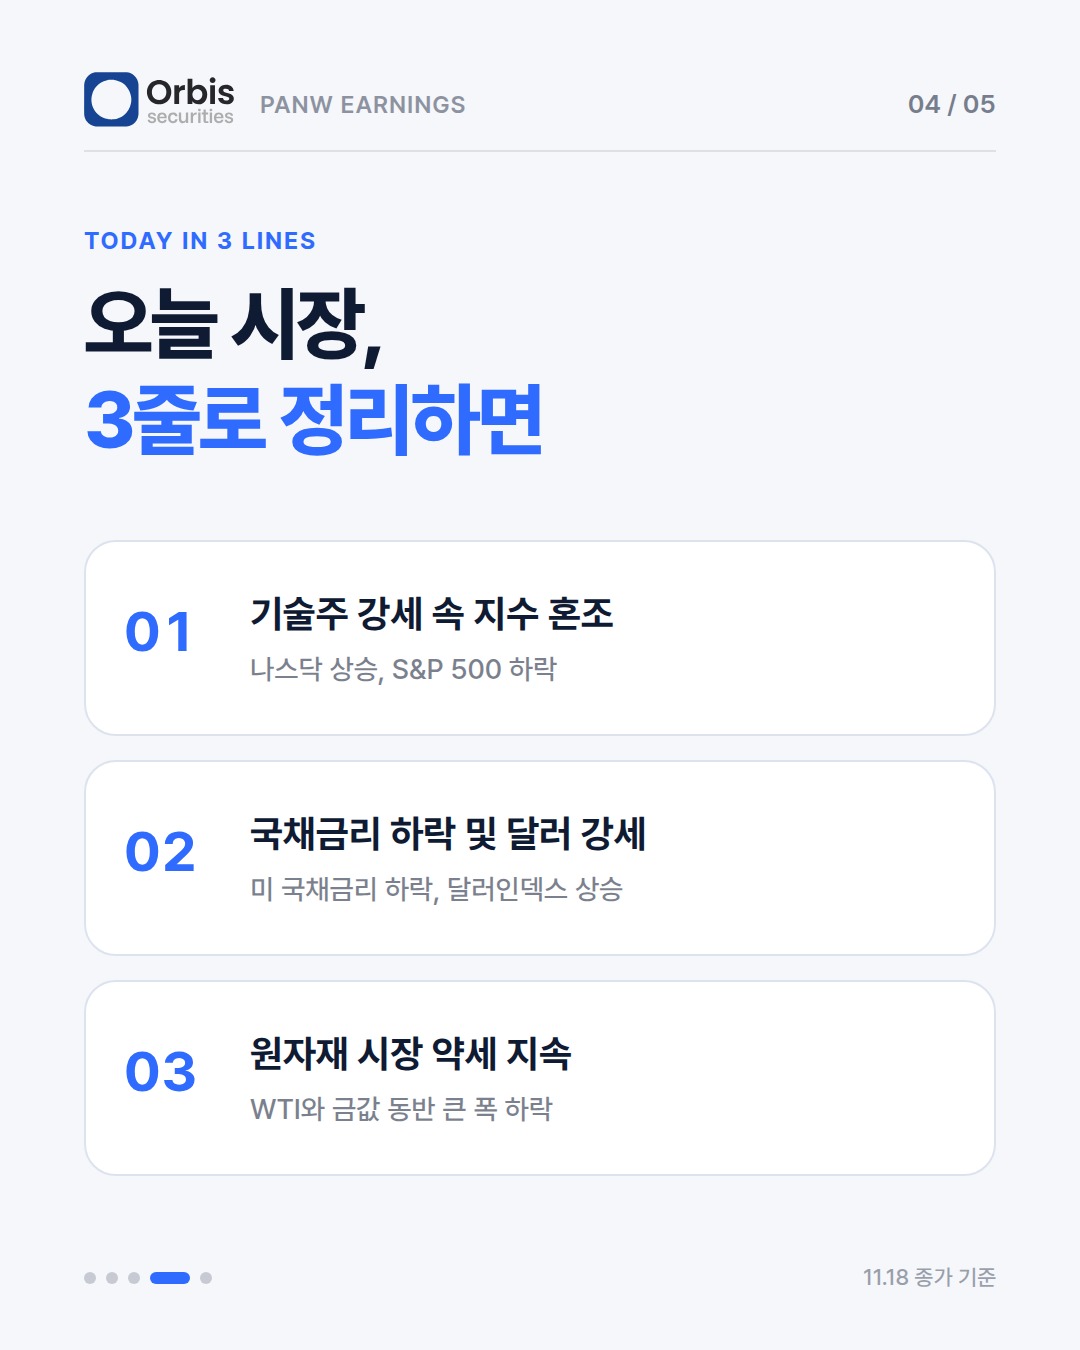 Orbis
securities
PANW EARNINGS
04 / 05
TODAY IN 3 LINES
오늘 시장,
3줄로 정리하면
01
기술주 강세 속 지수 혼조
나스닥 상승, S&P 500 하락
02
국채금리 하락 및 달러 강세
미 국채금리 하락, 달러인덱스 상승
03
원자재 시장 약세 지속
WTI와 금값 동반 큰 폭 하락
11.18 종가 기준